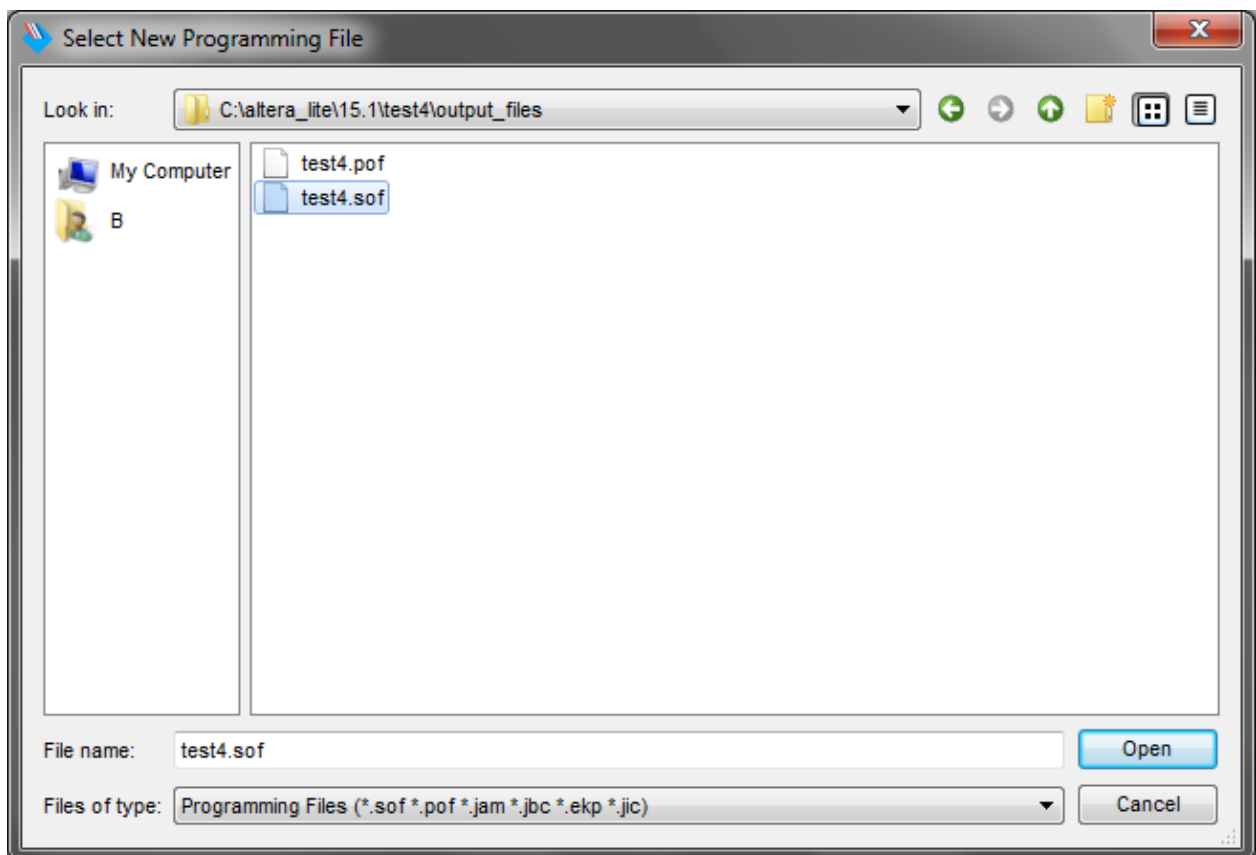 Select New Programming File
Look in: C:\altera_lite\15.1\test4\output_files
My Computer
B
test4.pof
test4.sof
File name: test4.sof
Open
Files of type: Programming Files (*.sof *.pof *.jam *.jbc *.ekp *.jic)
Cancel